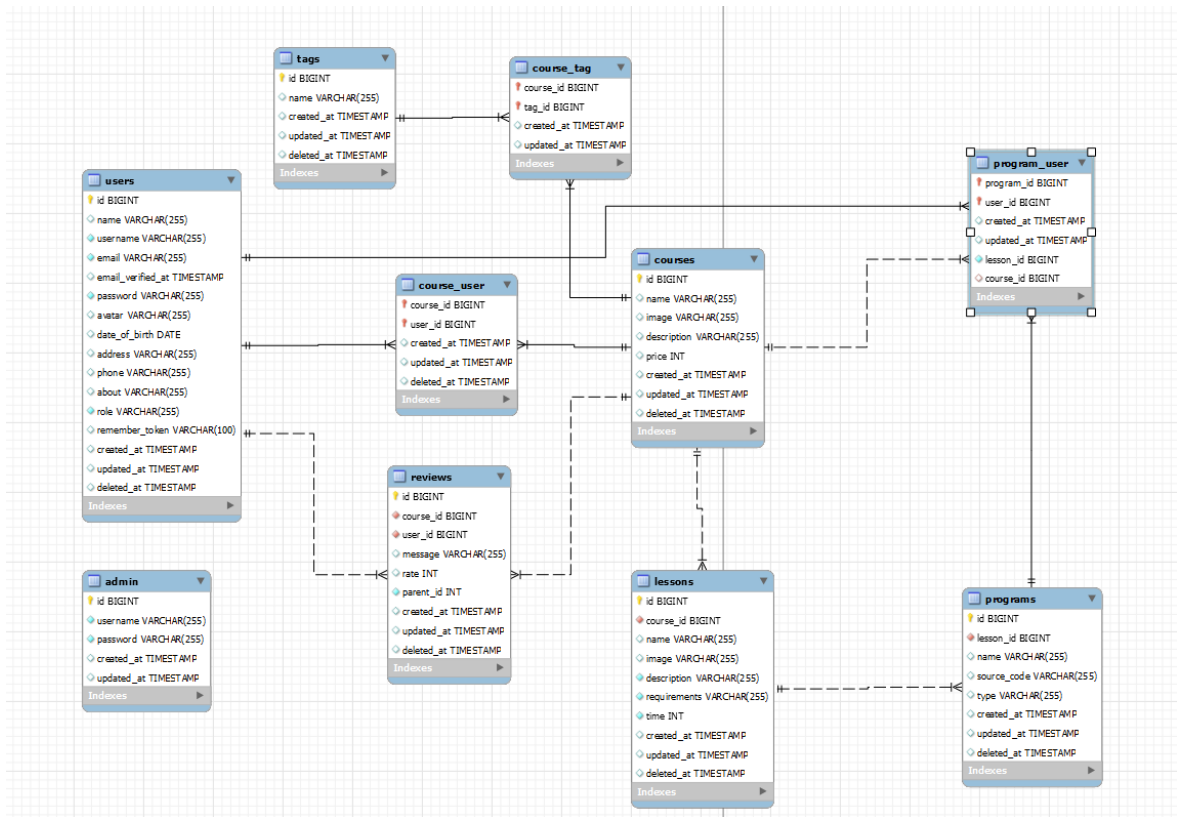 tags
id BIGINT
name VARCHAR(255)
created_at TIMESTAMP
updated_at TIMESTAMP
deleted_at TIMESTAMP
Indexes
course_tag
course_id BIGINT
tag_id BIGINT
created_at TIMESTAMP
updated_at TIMESTAMP
Indexes
program_user
program_id BIGINT
user_id BIGINT
created_at TIMESTAMP
updated_at TIMESTAMP
lesson_id BIGINT
course_id BIGINT
Indexes
users
id BIGINT
name VARCHAR(255)
username VARCHAR(255)
email VARCHAR(255)
email_verified_at TIMESTAMP
password VARCHAR(255)
avatar VARCHAR(255)
date_of_birth DATE
address VARCHAR(255)
phone VARCHAR(255)
about VARCHAR(255)
role VARCHAR(255)
remember_token VARCHAR(100)
created_at TIMESTAMP
updated_at TIMESTAMP
deleted_at TIMESTAMP
Indexes
course_user
course_id BIGINT
user_id BIGINT
created_at TIMESTAMP
updated_at TIMESTAMP
deleted_at TIMESTAMP
Indexes
courses
id BIGINT
name VARCHAR(255)
image VARCHAR(255)
description VARCHAR(255)
price INT
created_at TIMESTAMP
updated_at TIMESTAMP
deleted_at TIMESTAMP
Indexes
reviews
id BIGINT
course_id BIGINT
user_id BIGINT
message VARCHAR(255)
rate INT
parent_id INT
created_at TIMESTAMP
updated_at TIMESTAMP
deleted_at TIMESTAMP
Indexes
admin
id BIGINT
username VARCHAR(255)
password VARCHAR(255)
created_at TIMESTAMP
updated_at TIMESTAMP
Indexes
lessons
id BIGINT
course_id BIGINT
name VARCHAR(255)
image VARCHAR(255)
description VARCHAR(255)
requirements VARCHAR(255)
time INT
created_at TIMESTAMP
updated_at TIMESTAMP
deleted_at TIMESTAMP
Indexes
programs
id BIGINT
lesson_id BIGINT
name VARCHAR(255)
source_code VARCHAR(255)
type VARCHAR(255)
created_at TIMESTAMP
updated_at TIMESTAMP
deleted_at TIMESTAMP
Indexes